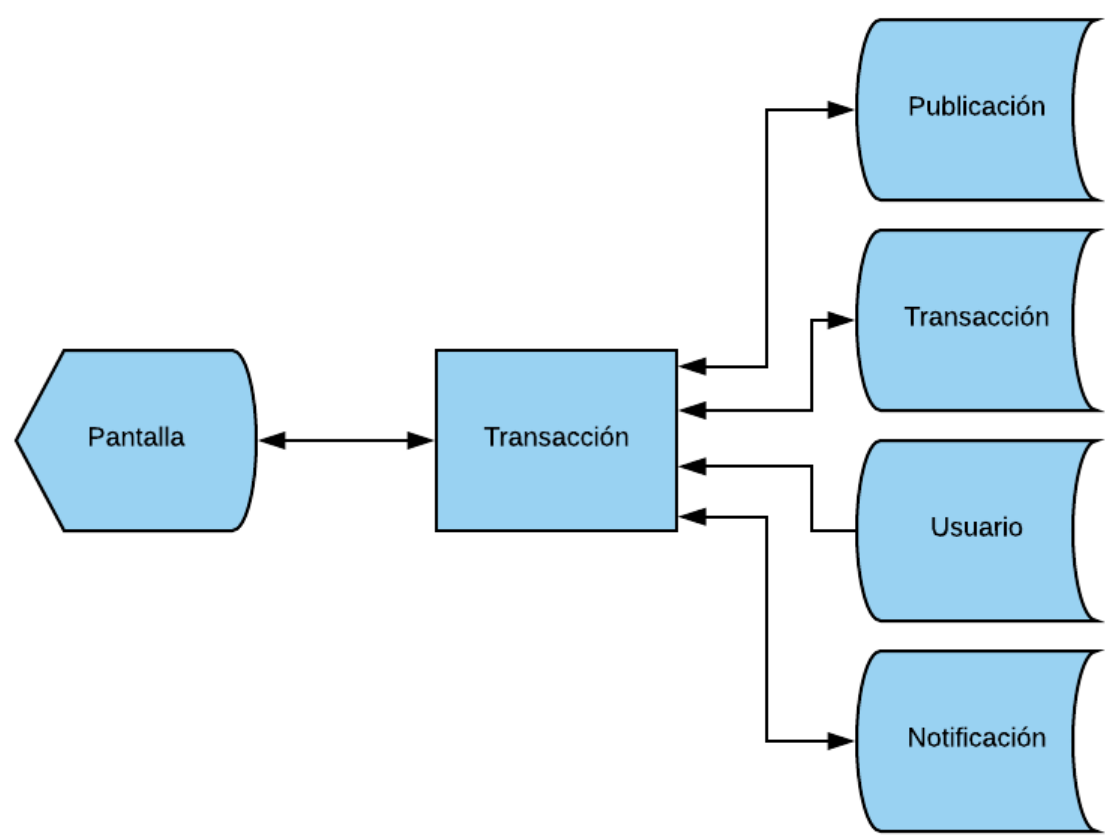 Publicación
Transacción
Pantalla
Transacción
Usuario
Notificación